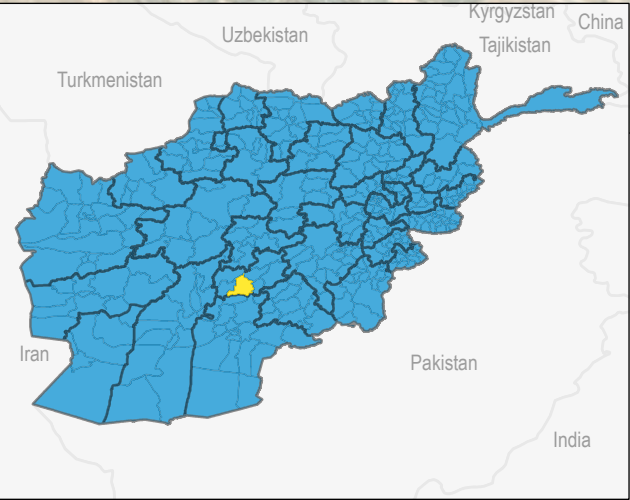 Kyrgyzstan
China
Uzbekistan
Tajikistan
Turkmenistan
Iran
Pakistan
India